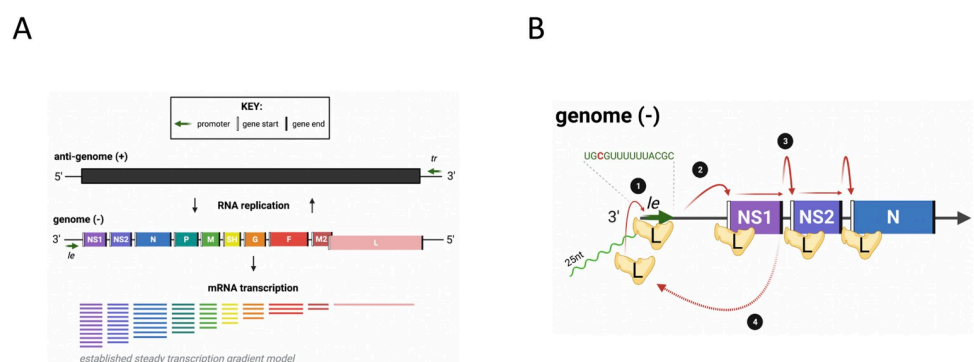 A
B
KEY:
promoter gene start gene end
anti-genome (+)
tr
5' 3'
RNA replication
genome (-)
3' NS1 NS2 N P M SH G F M2 L 5'
le
mRNA transcription
established steady transcription gradient model
genome (-)
UGCGUUUUUUACGC
1 2 3
3' le NS1 NS2 N
L L L L
25nt
L
4